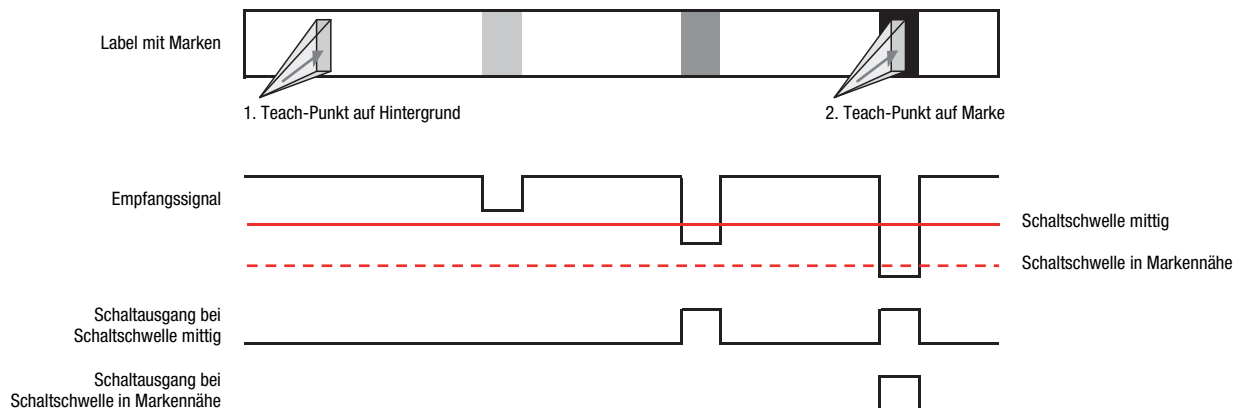 Label mit Marken
1. Teach-Punkt auf Hintergrund
2. Teach-Punkt auf Marke
Empfangssignal
Schaltschwelle mittig
Schaltschwelle in Markennähe
Schaltausgang bei
Schaltschwelle mittig
Schaltausgang bei
Schaltschwelle in Markennähe